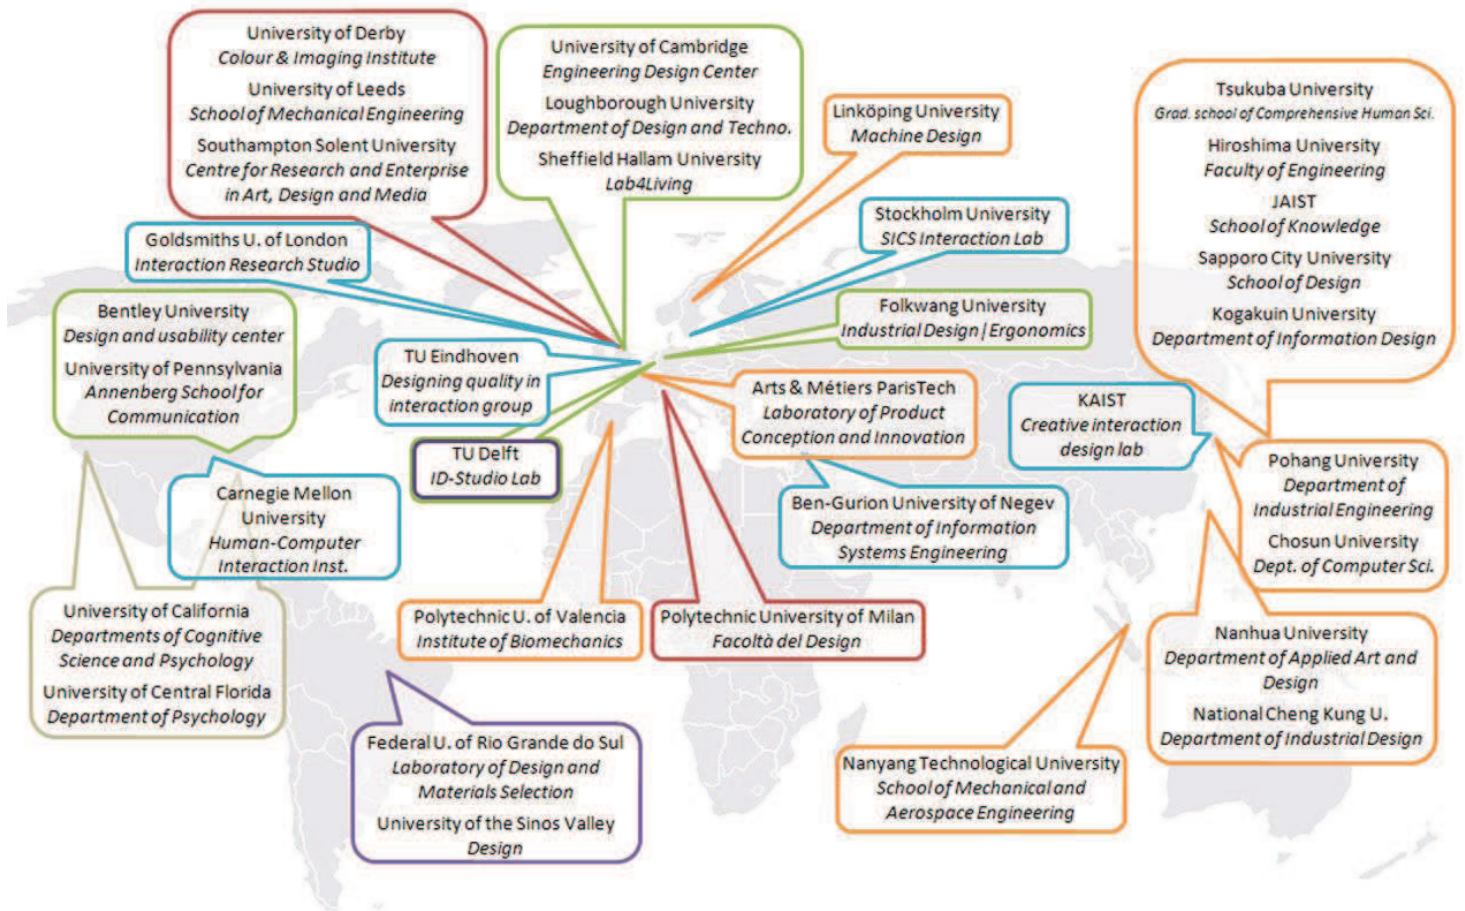 University of Derby
Colour & Imaging Institute
University of Leeds
School of Mechanical Engineering
Southampton Solent University
Centre for Research and Enterprise
in Art, Design and Media
University of Cambridge
Engineering Design Center
Loughborough University
Department of Design and Techno.
Sheffield Hallam University
Lab4Living
Linköping University
Machine Design
Tsukuba University
Grad. school of Comprehensive Human Sci.
Hiroshima University
Faculty of Engineering
JAIST
School of Knowledge
Sapporo City University
School of Design
Kogakuin University
Department of Information Design
Goldsmiths U. of London
Interaction Research Studio
Stockholm University
SICS Interaction Lab
Bentley University
Design and usability center
University of Pennsylvania
Annenberg School for
Communication
Folkwang University
Industrial Design | Ergonomics
TU Eindhoven
Designing quality in
interaction group
Arts & Métiers ParisTech
Laboratory of Product
Conception and Innovation
KAIST
Creative interaction
design lab
TU Delft
ID-Studio Lab
Carnegie Mellon
University
Human-Computer
Interaction Inst.
Ben-Gurion University of Negev
Department of Information
Systems Engineering
Pohang University
Department of
Industrial Engineering
Chosun University
Dept. of Computer Sci.
University of California
Departments of Cognitive
Science and Psychology
University of Central Florida
Department of Psychology
Polytechnic U. of Valencia
Institute of Biomechanics
Polytechnic University of Milan
Facoltà del Design
Nanhua University
Department of Applied Art and
Design
National Cheng Kung U.
Department of Industrial Design
Federal U. of Rio Grande do Sul
Laboratory of Design and
Materials Selection
University of the Sinos Valley
Design
Nanyang Technological University
School of Mechanical and
Aerospace Engineering